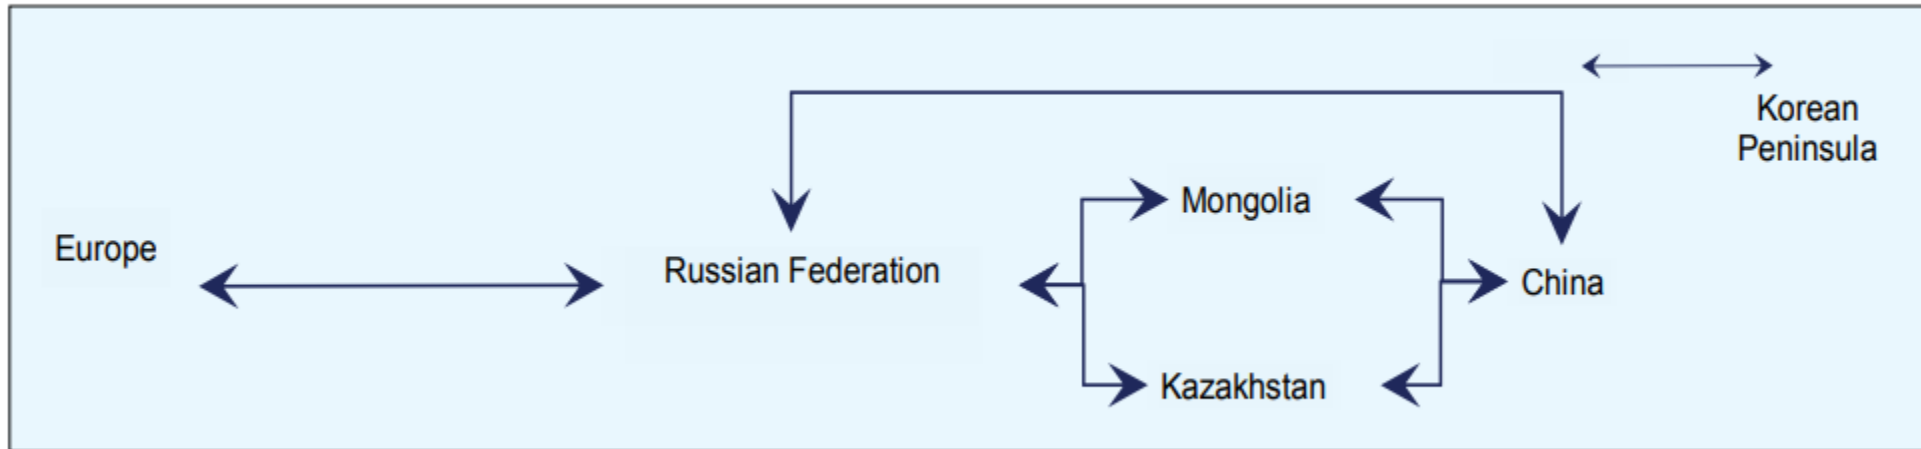 Korean
Peninsula
Mongolia
Europe
Russian Federation
China
Kazakhstan